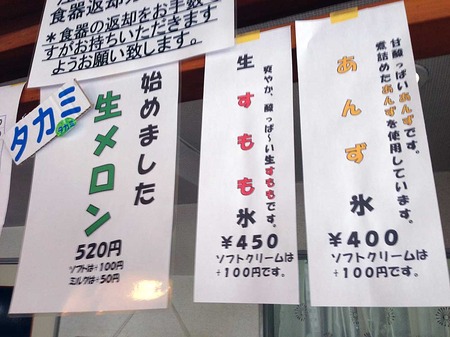 食器返却
*食器の返却をお手数で
すがお持ちいただきます
ようお願い致します。
タカミ
タカミ
始めました
生メロン
520円
ソフトは+100円
ミルクは+50円
爽やか、酸っぱ〜い生すももです。
生すもも氷
¥450
ソフトクリームは
+100円です。
甘酸っぱいあんずです。
煮詰めたあんずを使用しています。
あんず氷
¥400
ソフトクリームは
+100円です。